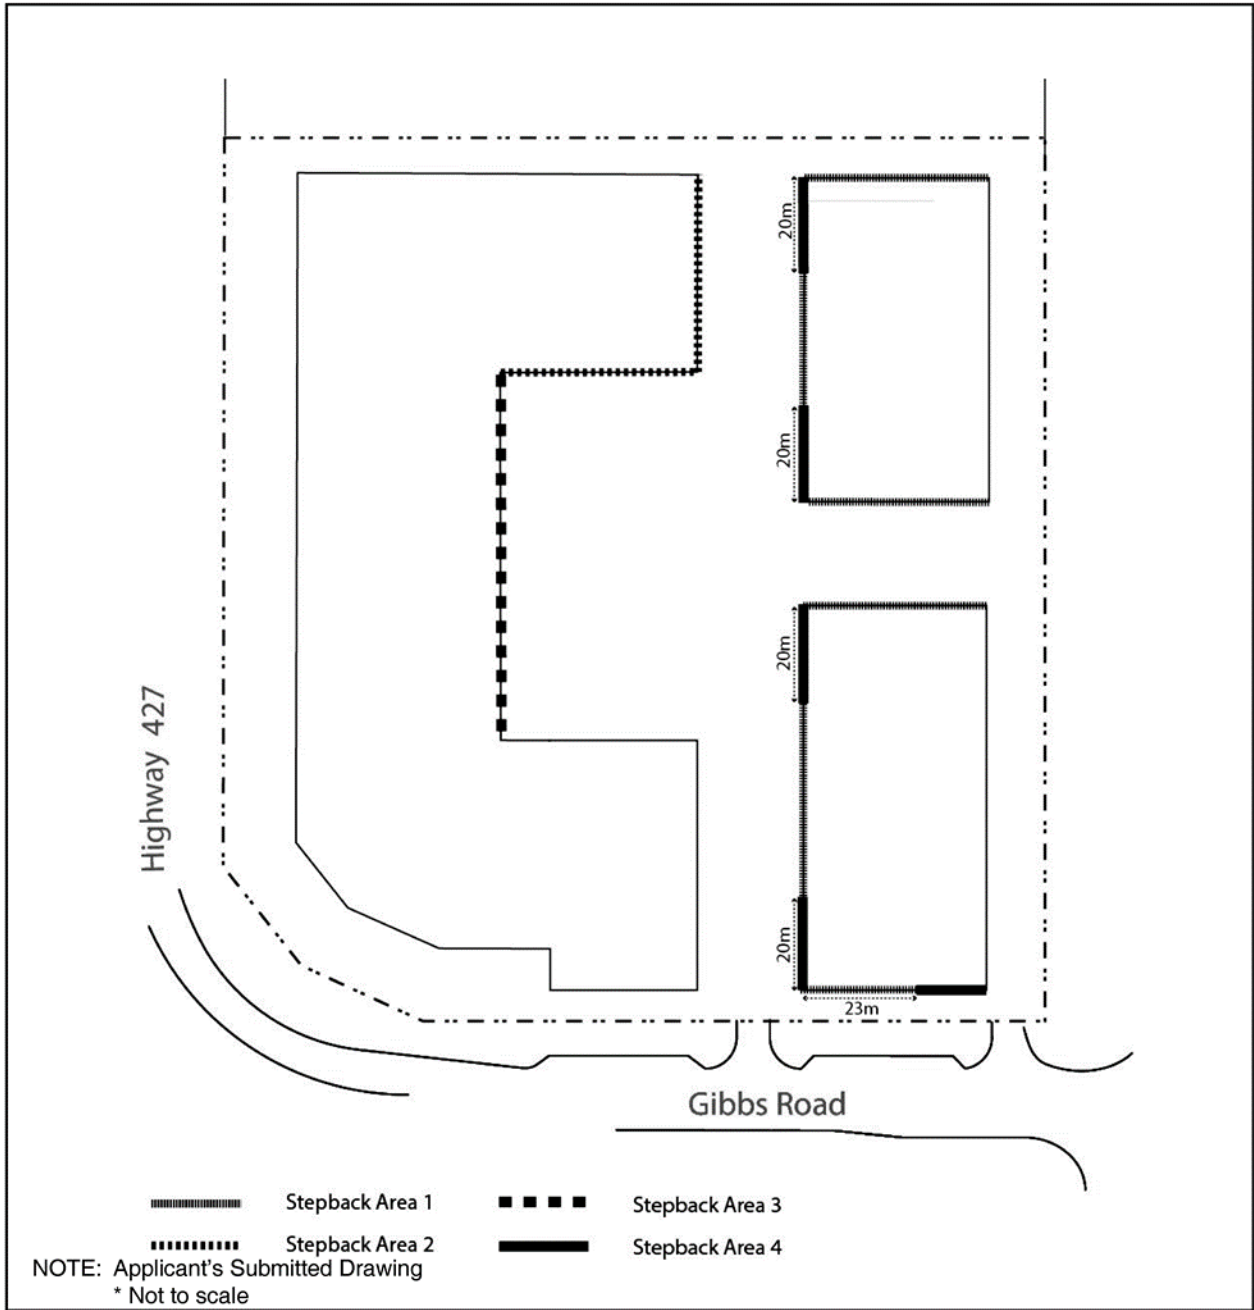 20m
20m
20m
20m
23m
Highway 427
Gibbs Road
Stepback Area 1
Stepback Area 3
Stepback Area 2
Stepback Area 4
NOTE: Applicant's Submitted Drawing
* Not to scale